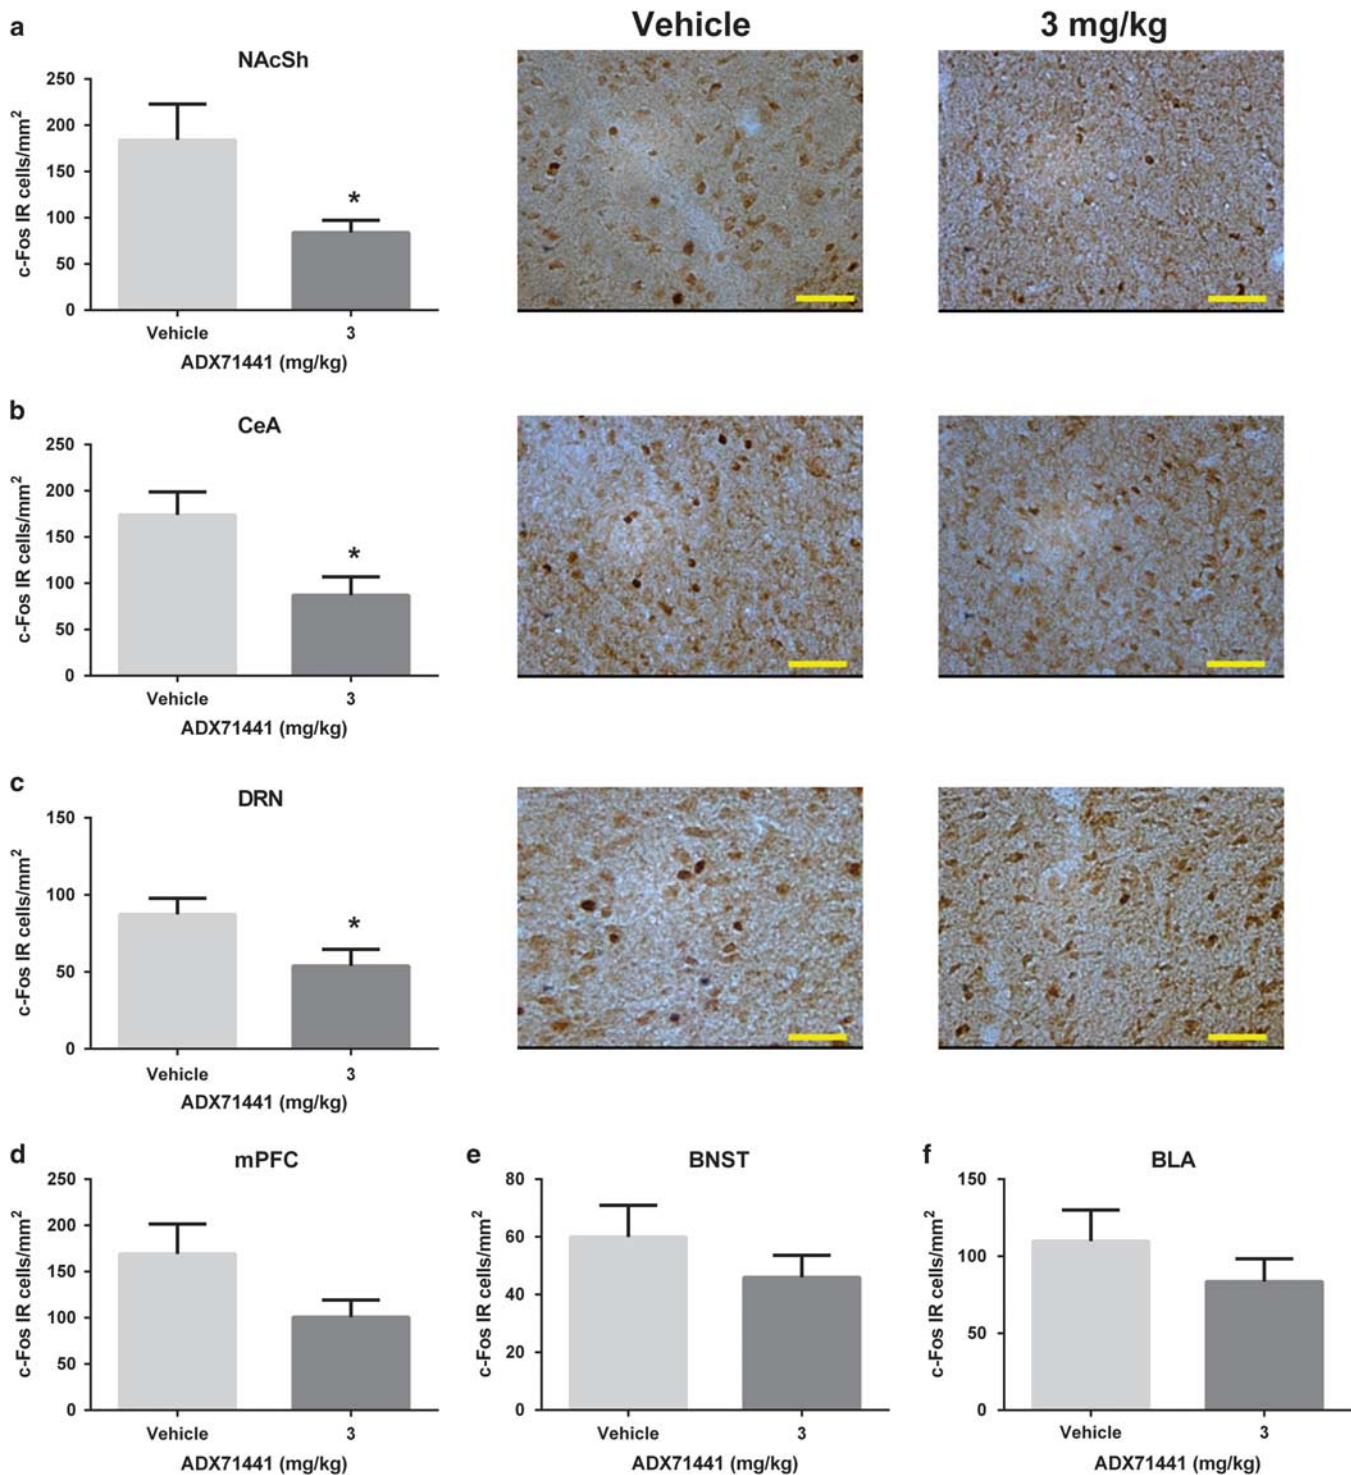 a
Vehicle
3 mg/kg
NAcSh
c-Fos IR cells/mm²
250
200
150
100
50
0
Vehicle
3
*
ADX71441 (mg/kg)
b
CeA
c-Fos IR cells/mm²
250
200
150
100
50
0
Vehicle
3
*
ADX71441 (mg/kg)
c
DRN
c-Fos IR cells/mm²
150
100
50
0
Vehicle
3
*
ADX71441 (mg/kg)
d
mPFC
c-Fos IR cells/mm²
250
200
150
100
50
0
Vehicle
3
ADX71441 (mg/kg)
e
BNST
c-Fos IR cells/mm²
80
60
40
20
0
Vehicle
3
ADX71441 (mg/kg)
f
BLA
c-Fos IR cells/mm²
150
100
50
0
Vehicle
3
ADX71441 (mg/kg)